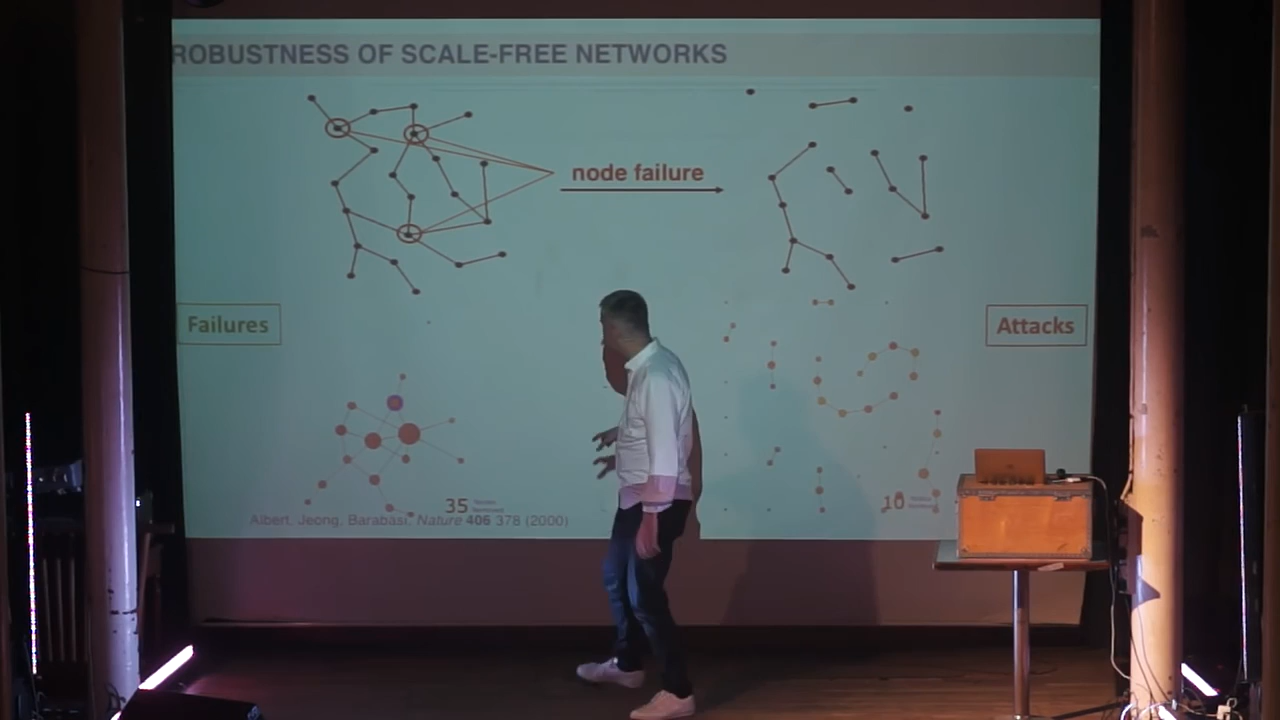 ROBUSTNESS OF SCALE-FREE NETWORKS
node failure
Failures
Attacks
35
10
Albert, Jeong, Barabási, Nature 406 378 (2000)